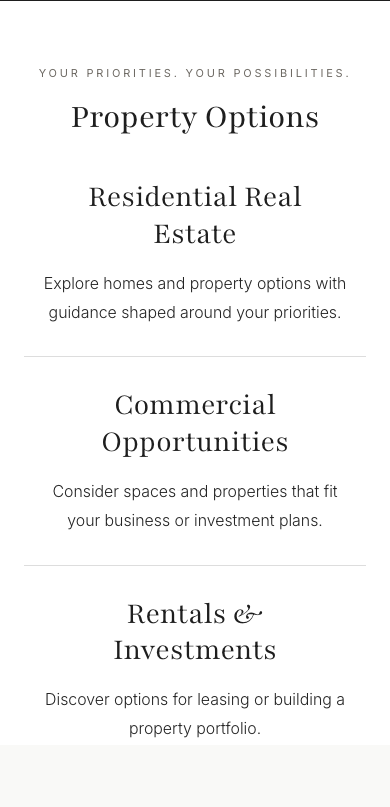 YOUR PRIORITIES. YOUR POSSIBILITIES.
Property Options
Residential Real
Estate
Explore homes and property options with
guidance shaped around your priorities.
Commercial
Opportunities
Consider spaces and properties that fit
your business or investment plans.
Rentals &
Investments
Discover options for leasing or building a
property portfolio.